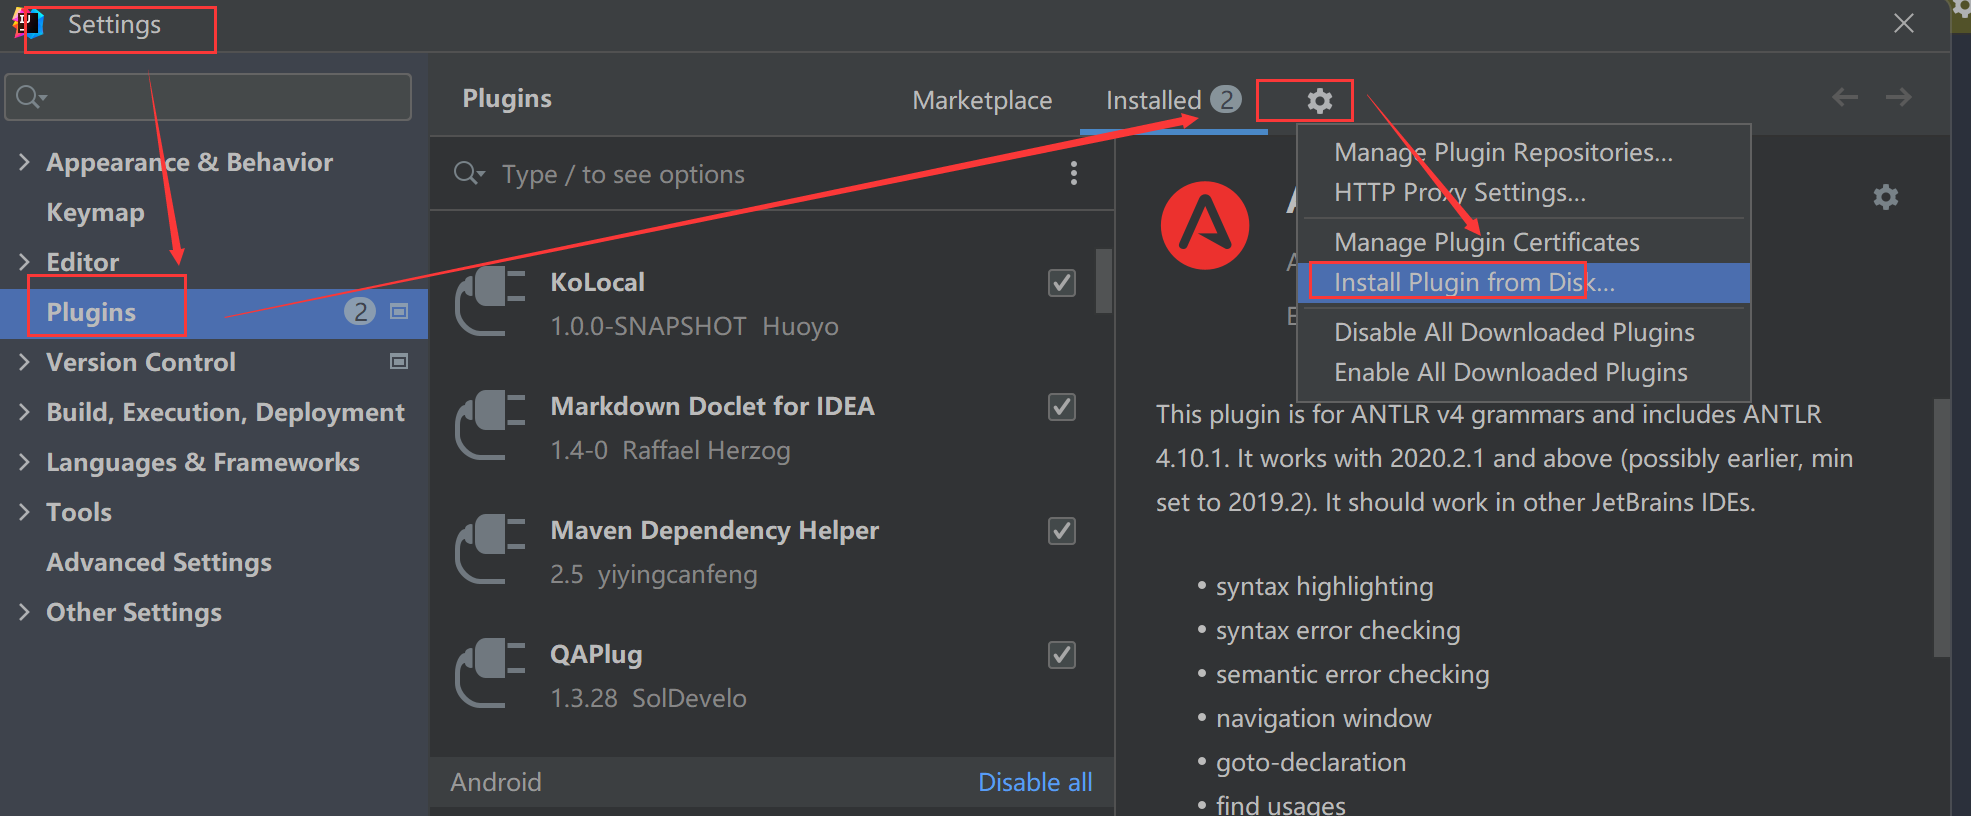 Settings
Plugins
Marketplace
Installed 2
Appearance & Behavior
Keymap
Editor
Plugins 2
Version Control
Build, Execution, Deployment
Languages & Frameworks
Tools
Advanced Settings
Other Settings
Type / to see options
KoLocal
1.0.0-SNAPSHOT Huoyo
Markdown Doclet for IDEA
1.4-0 Raffael Herzog
Maven Dependency Helper
2.5 yiyingcanfeng
QAPlug
1.3.28 SolDevelo
Android
Disable all
Manage Plugin Repositories...
HTTP Proxy Settings...
Manage Plugin Certificates
Install Plugin from Disk...
Disable All Downloaded Plugins
Enable All Downloaded Plugins
This plugin is for ANTLR v4 grammars and includes ANTLR
4.10.1. It works with 2020.2.1 and above (possibly earlier, min
set to 2019.2). It should work in other JetBrains IDEs.
• syntax highlighting
• syntax error checking
• semantic error checking
• navigation window
• goto-declaration
• find usages